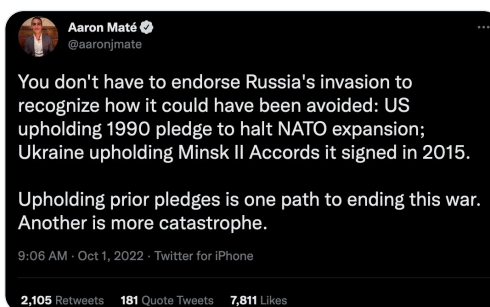 Aaron Maté
@aaronjmate
You don't have to endorse Russia's invasion to
recognize how it could have been avoided: US
upholding 1990 pledge to halt NATO expansion;
Ukraine upholding Minsk II Accords it signed in 2015.
Upholding prior pledges is one path to ending this war.
Another is more catastrophe.
9:06 AM · Oct 1, 2022 · Twitter for iPhone
2,105 Retweets 181 Quote Tweets 7,811 Likes